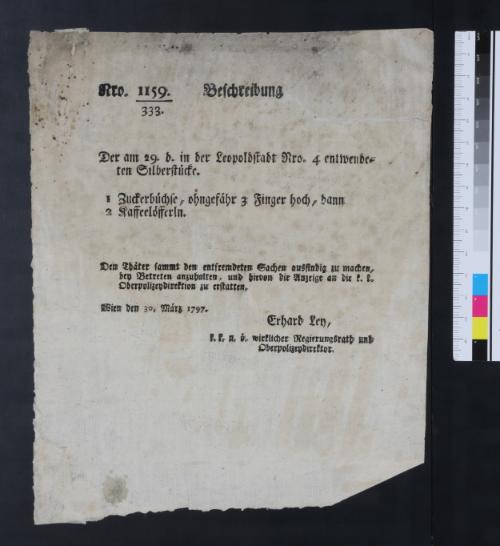 Nro. 1159. Beschreibung
333.
Der am 29. d. in der Leopoldstadt Nro. 4 entwende-
ten Silberstücke.
1 Zuckerbüchse, ohngefähr 3 Finger hoch, dann
2 Kaffeelöfferln.
Den Thäter sammt den entfremdeten Sachen ausfindig zu machen,
bey Betreten anzuhalten, und hievon die Anzeige an die k. k.
Oberpolizeydirektion zu erstatten.
Wien den 30. März 1797.
Erhard Ley,
k. k. n. ö. wirklicher Regierungsrath und
Oberpolizeydirektor.